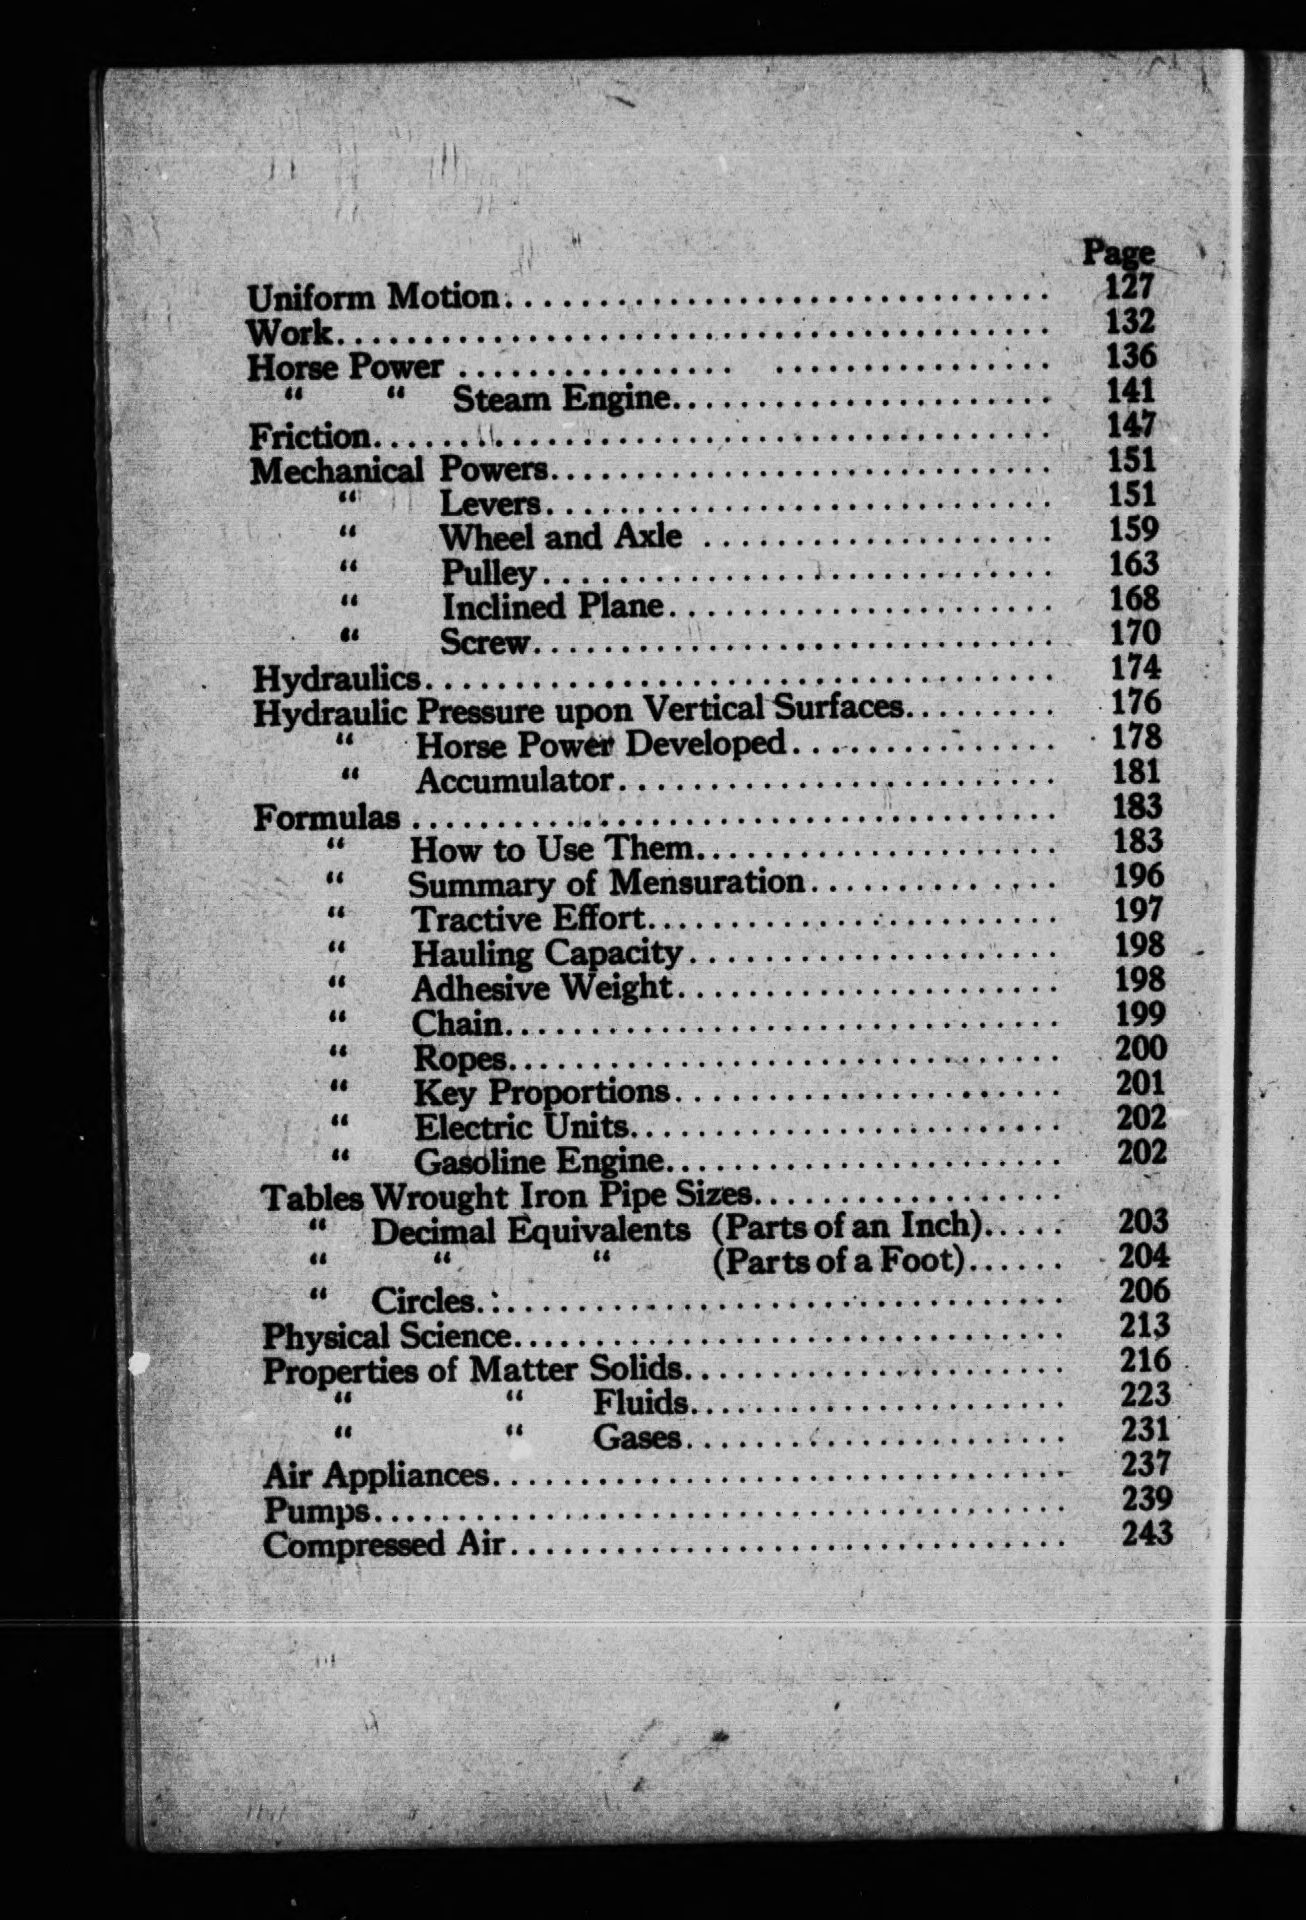 Page
Uniform Motion................................ 127
Work.......................................... 132
Horse Power ................ ................ 136
“ “ Steam Engine...................... 141
Friction....................................... 147
Mechanical Powers............................. 151
“ Levers.............................. 151
“ Wheel and Axle ..................... 159
“ Pulley.............................. 163
“ Inclined Plane...................... 168
“ Screw............................... 170
Hydraulics.................................... 174
Hydraulic Pressure upon Vertical Surfaces......... 176
“ Horse Power Developed............... 178
“ Accumulator......................... 181
Formulas ..................................... 183
“ How to Use Them..................... 183
“ Summary of Mensuration.............. 196
“ Tractive Effort..................... 197
“ Hauling Capacity.................... 198
“ Adhesive Weight..................... 198
“ Chain............................... 199
“ Ropes............................... 200
“ Key Proportions..................... 201
“ Electric Units...................... 202
“ Gasoline Engine..................... 202
Tables Wrought Iron Pipe Sizes..................
“ Decimal Equivalents (Parts of an Inch)..... 203
“ “ “ (Parts of a Foot)...... 204
“ Circles................................ 206
Physical Science.............................. 213
Properties of Matter Solids..................... 216
“ “ Fluids...................... 223
“ “ Gases....................... 231
Air Appliances................................ 237
Pumps......................................... 239
Compressed Air................................ 243